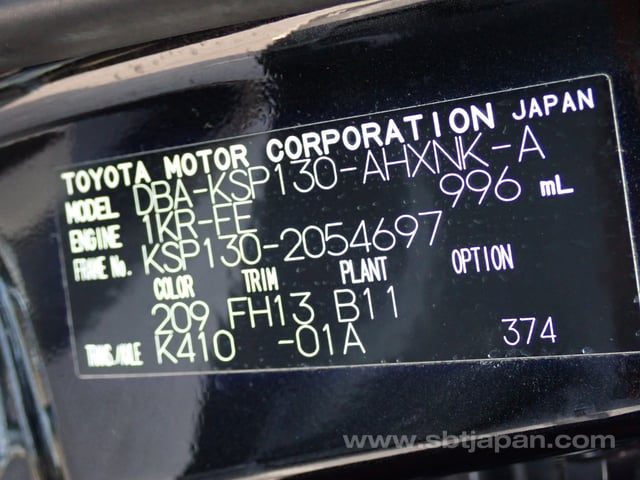 TOYOTA MOTOR CORPORATION JAPAN
MODEL DBA-KSP130-AHXNK-A
ENGINE 1KR-FE 996 mL
FRAME No. KSP130-2054697
COLOR TRIM PLANT OPTION
209 FH13 B11
TRANS/AXLE K410 -01A 374
www.sbtjapan.com